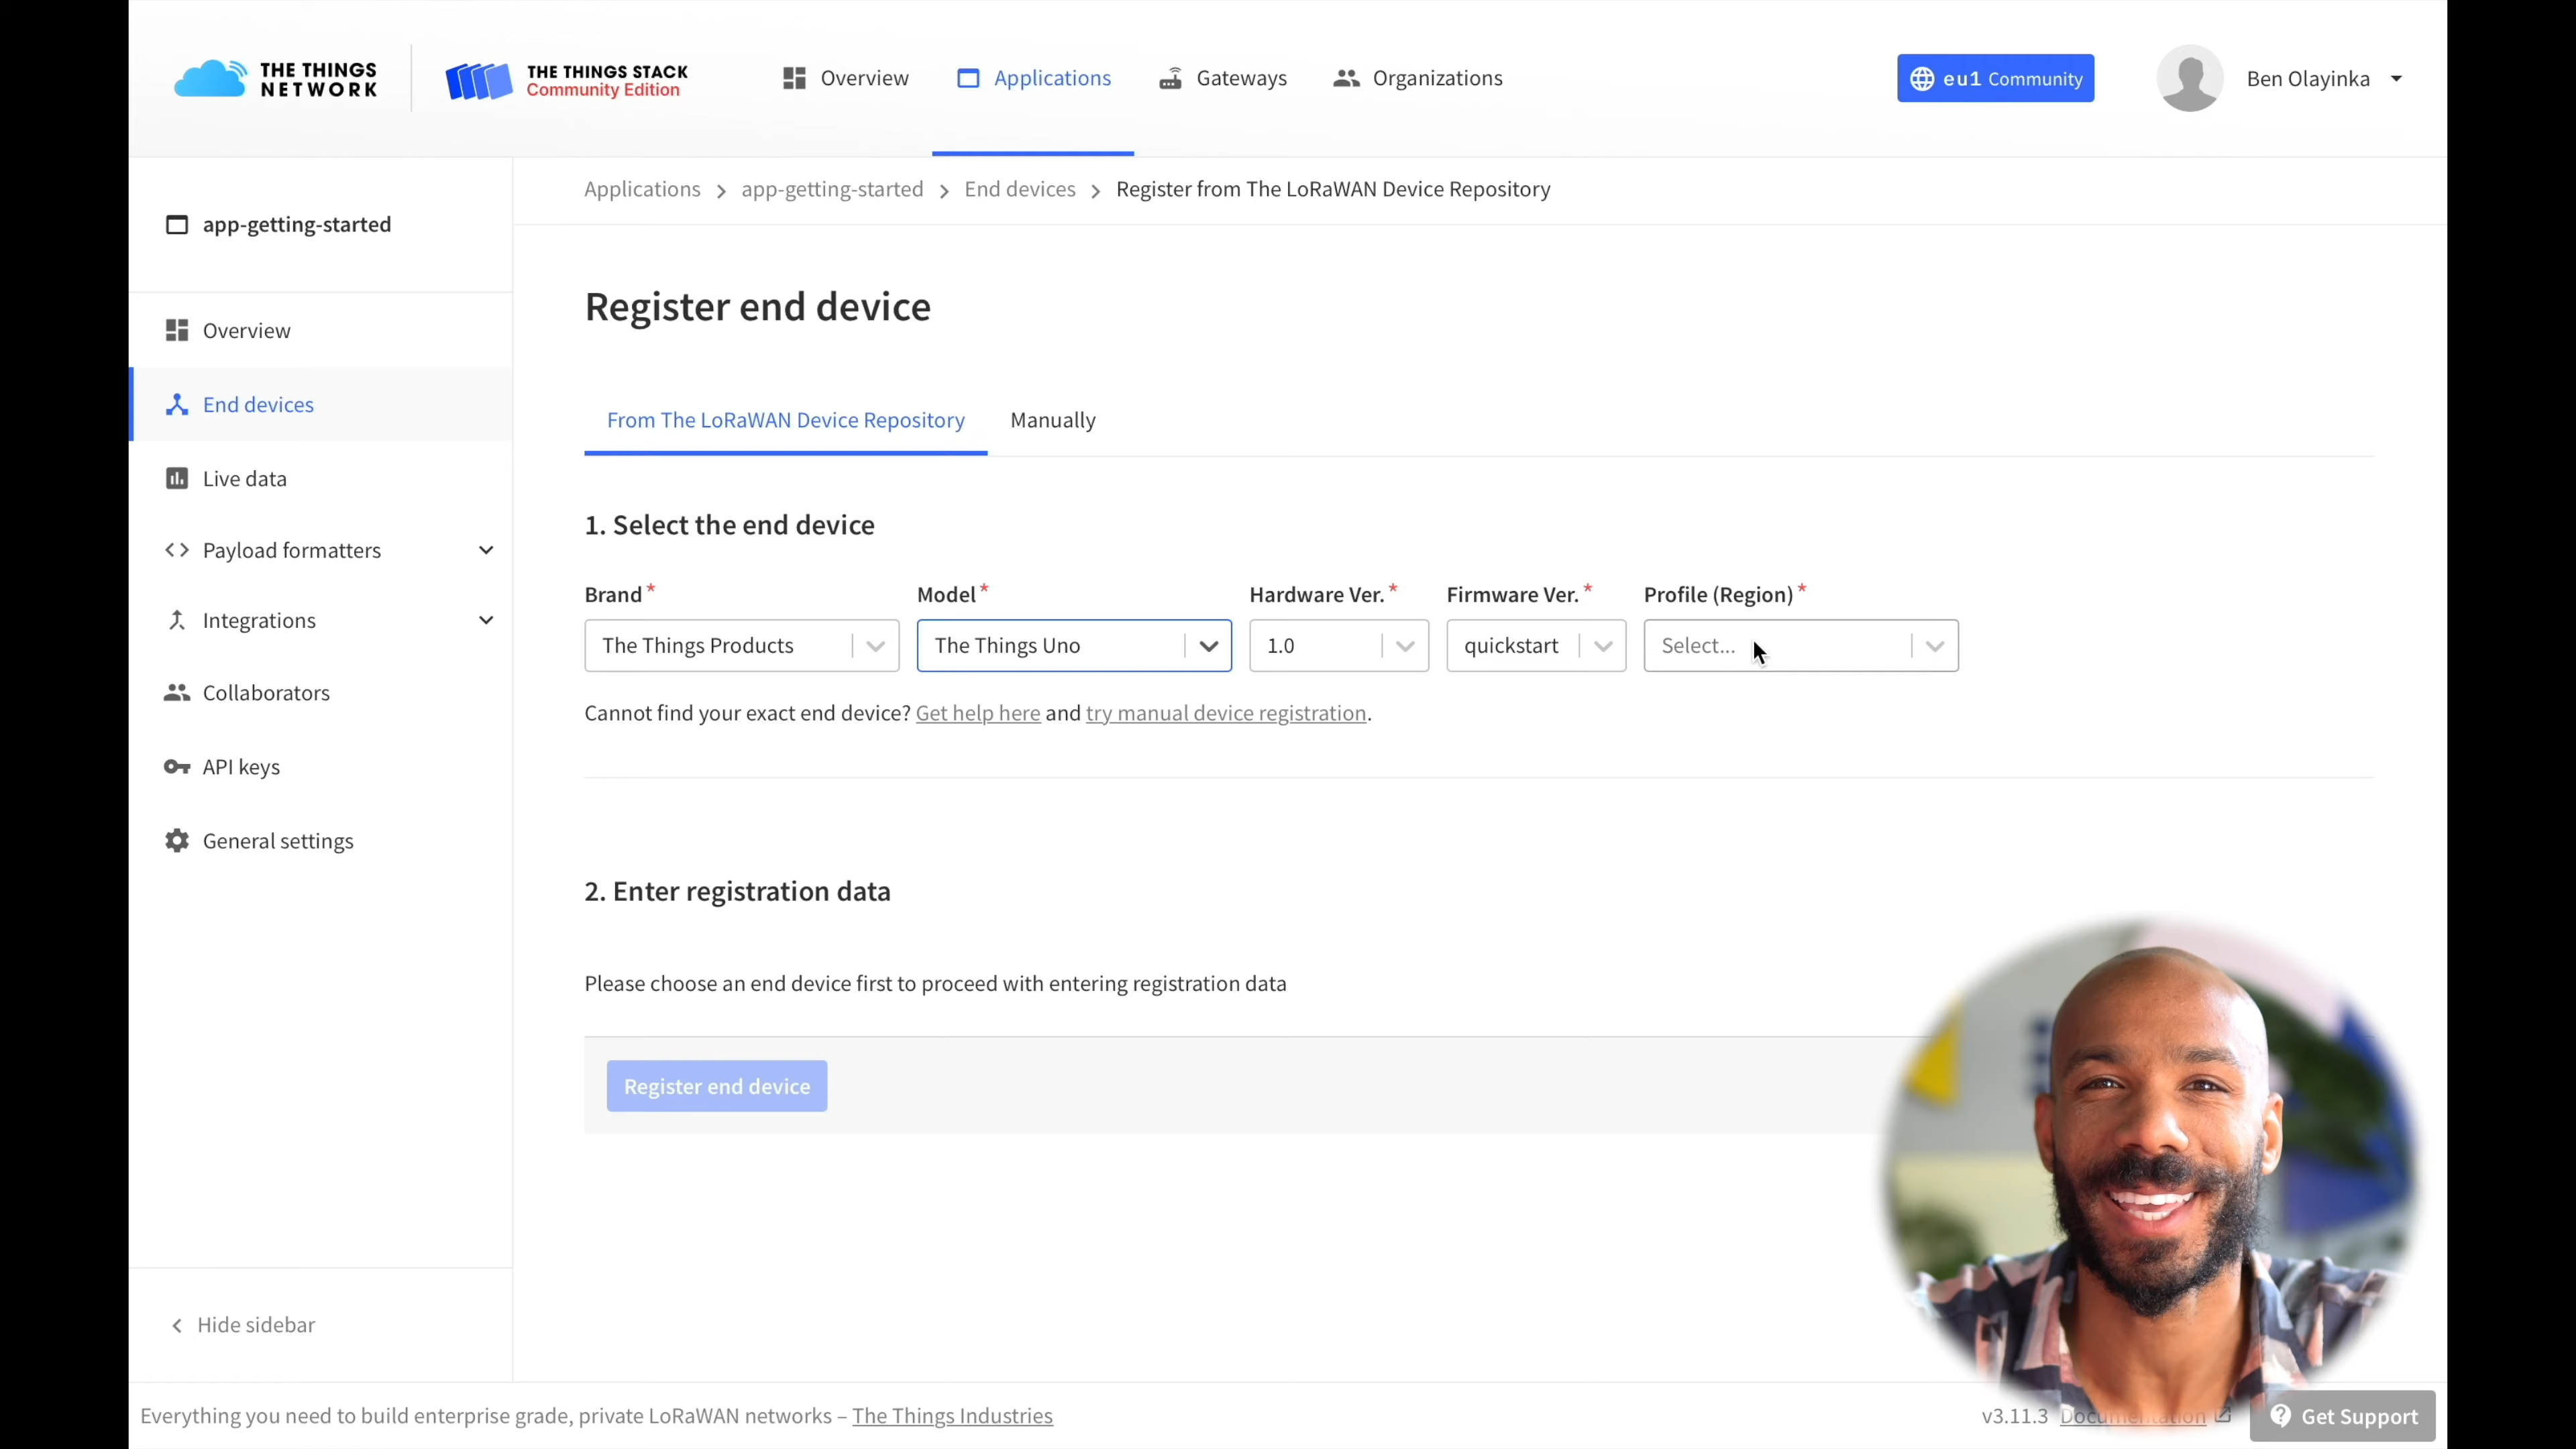 THE THINGS
NETWORK
THE THINGS STACK
Community Edition
Overview
Applications
Gateways
Organizations
eu1 Community
Ben Olayinka
app-getting-started
Overview
End devices
Live data
Payload formatters
Integrations
Collaborators
API keys
General settings
Hide sidebar
Applications > app-getting-started > End devices > Register from The LoRaWAN Device Repository
Register end device
From The LoRaWAN Device Repository
Manually
1. Select the end device
Brand* Model* Hardware Ver.* Firmware Ver.* Profile (Region)*
The Things Products The Things Uno 1.0 quickstart Select...
Cannot find your exact end device? Get help here and try manual device registration.
2. Enter registration data
Please choose an end device first to proceed with entering registration data
Register end device
Everything you need to build enterprise grade, private LoRaWAN networks – The Things Industries
v3.11.3 Documentation
Get Support